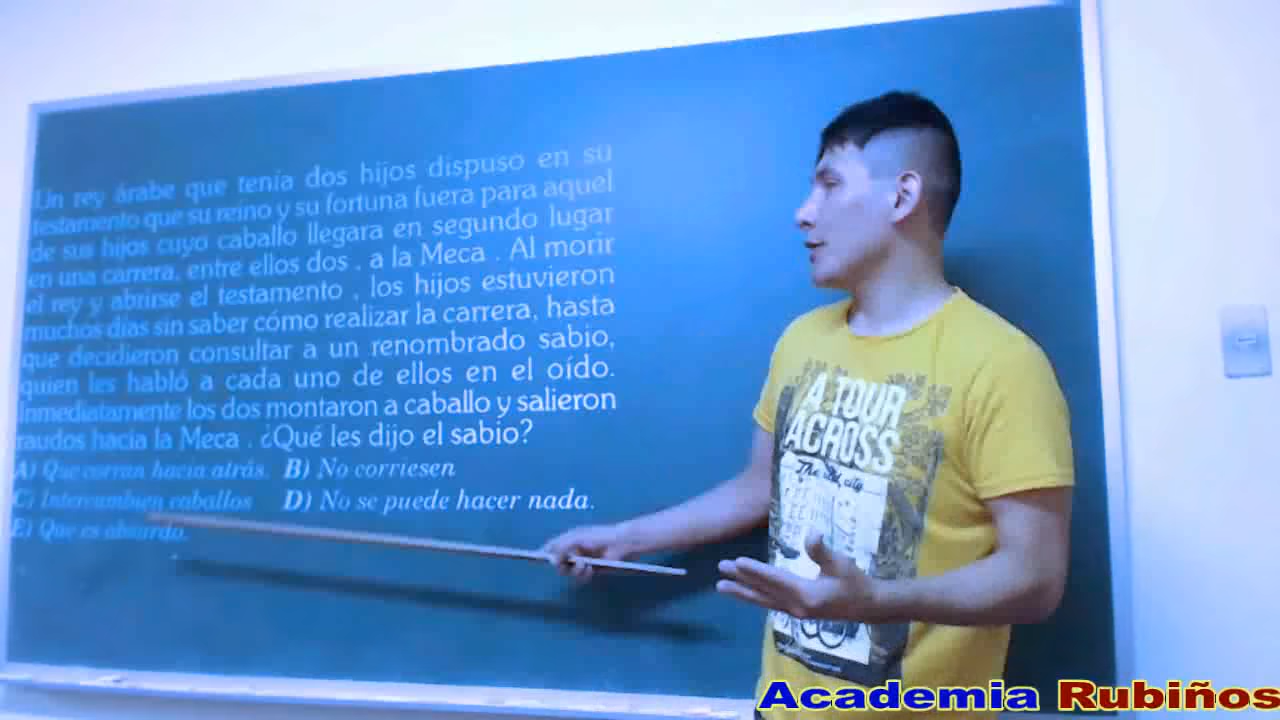 Un rey árabe que tenía dos hijos dispuso en su
testamento que su reino y su fortuna fuera para aquel
de sus hijos cuyo caballo llegara en segundo lugar
en una carrera, entre ellos dos , a la Meca . Al morir
el rey y abrirse el testamento , los hijos estuvieron
muchos días sin saber cómo realizar la carrera, hasta
que decidieron consultar a un renombrado sabio,
quien les habló a cada uno de ellos en el oído.
Inmediatamente los dos montaron a caballo y salieron
raudos hacia la Meca . ¿Qué les dijo el sabio?
A) Que corran hacia atrás. B) No corriesen
C) Intercambien caballos D) No se puede hacer nada.
E) Que es absurdo.
A TOUR
ACROSS
The old city
Academia Rubiños